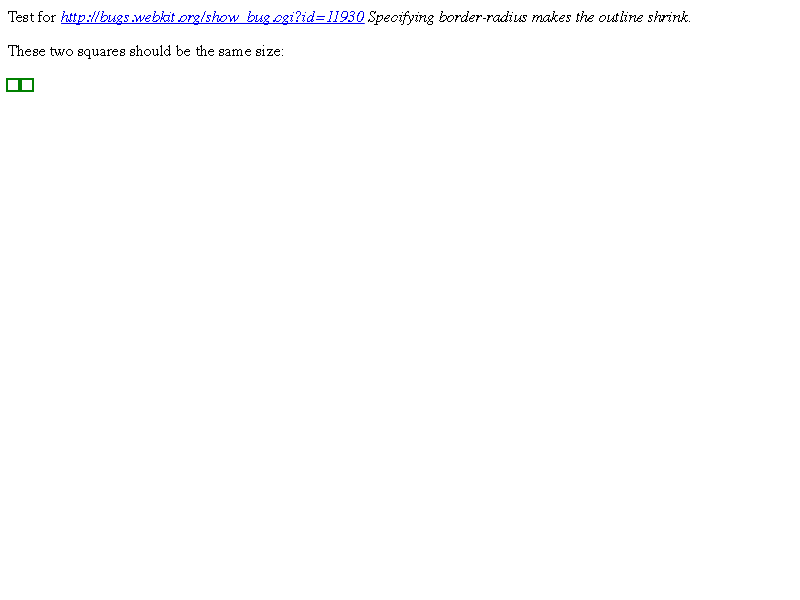 Test for http://bugs.webkit.org/show_bug.cgi?id=11930 Specifying border-radius makes the outline shrink.
These two squares should be the same size: